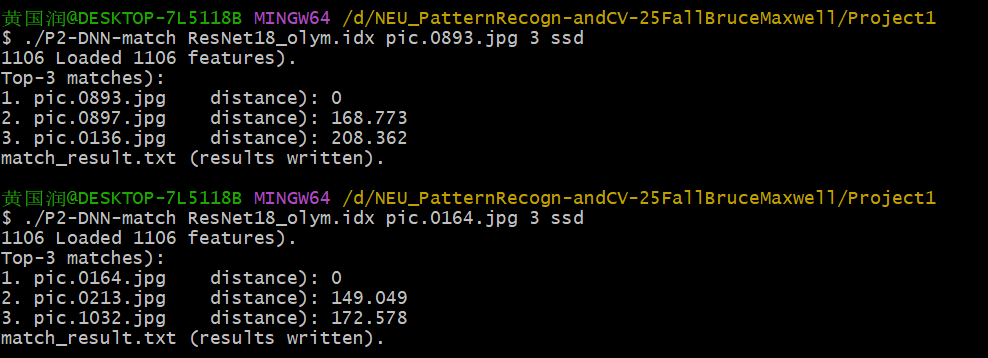 黄国润@DESKTOP-7L5118B MINGW64 /d/NEU_PatternRecogn-andCV-25FallBruceMaxwell/Project1
$ ./P2-DNN-match ResNet18_olym.idx pic.0893.jpg 3 ssd
1106 Loaded 1106 features).
Top-3 matches):
1. pic.0893.jpg    distance): 0
2. pic.0897.jpg    distance): 168.773
3. pic.0136.jpg    distance): 208.362
match_result.txt (results written).
黄国润@DESKTOP-7L5118B MINGW64 /d/NEU_PatternRecogn-andCV-25FallBruceMaxwell/Project1
$ ./P2-DNN-match ResNet18_olym.idx pic.0164.jpg 3 ssd
1106 Loaded 1106 features).
Top-3 matches):
1. pic.0164.jpg    distance): 0
2. pic.0213.jpg    distance): 149.049
3. pic.1032.jpg    distance): 172.578
match_result.txt (results written).